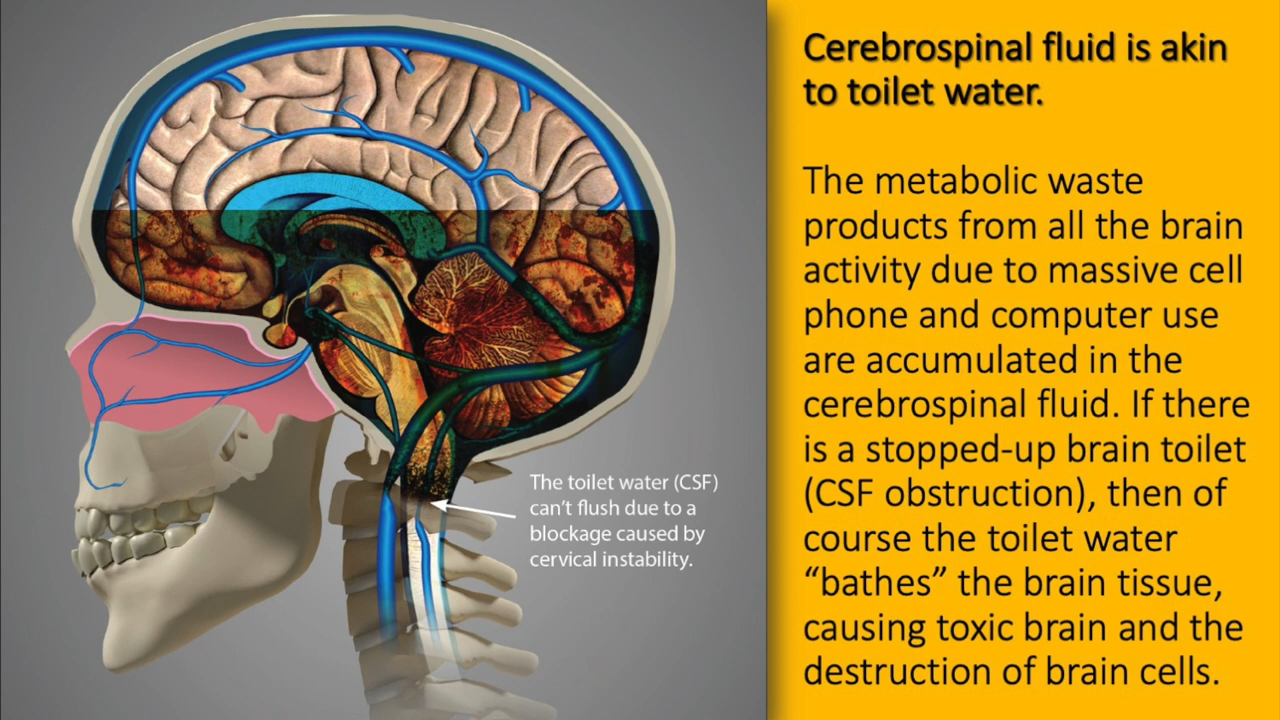 Cerebrospinal fluid is akin
to toilet water.
The metabolic waste
products from all the brain
activity due to massive cell
phone and computer use
are accumulated in the
cerebrospinal fluid. If there
is a stopped-up brain toilet
(CSF obstruction), then of
course the toilet water
“bathes” the brain tissue,
causing toxic brain and the
destruction of brain cells.
The toilet water (CSF)
can’t flush due to a
blockage caused by
cervical instability.